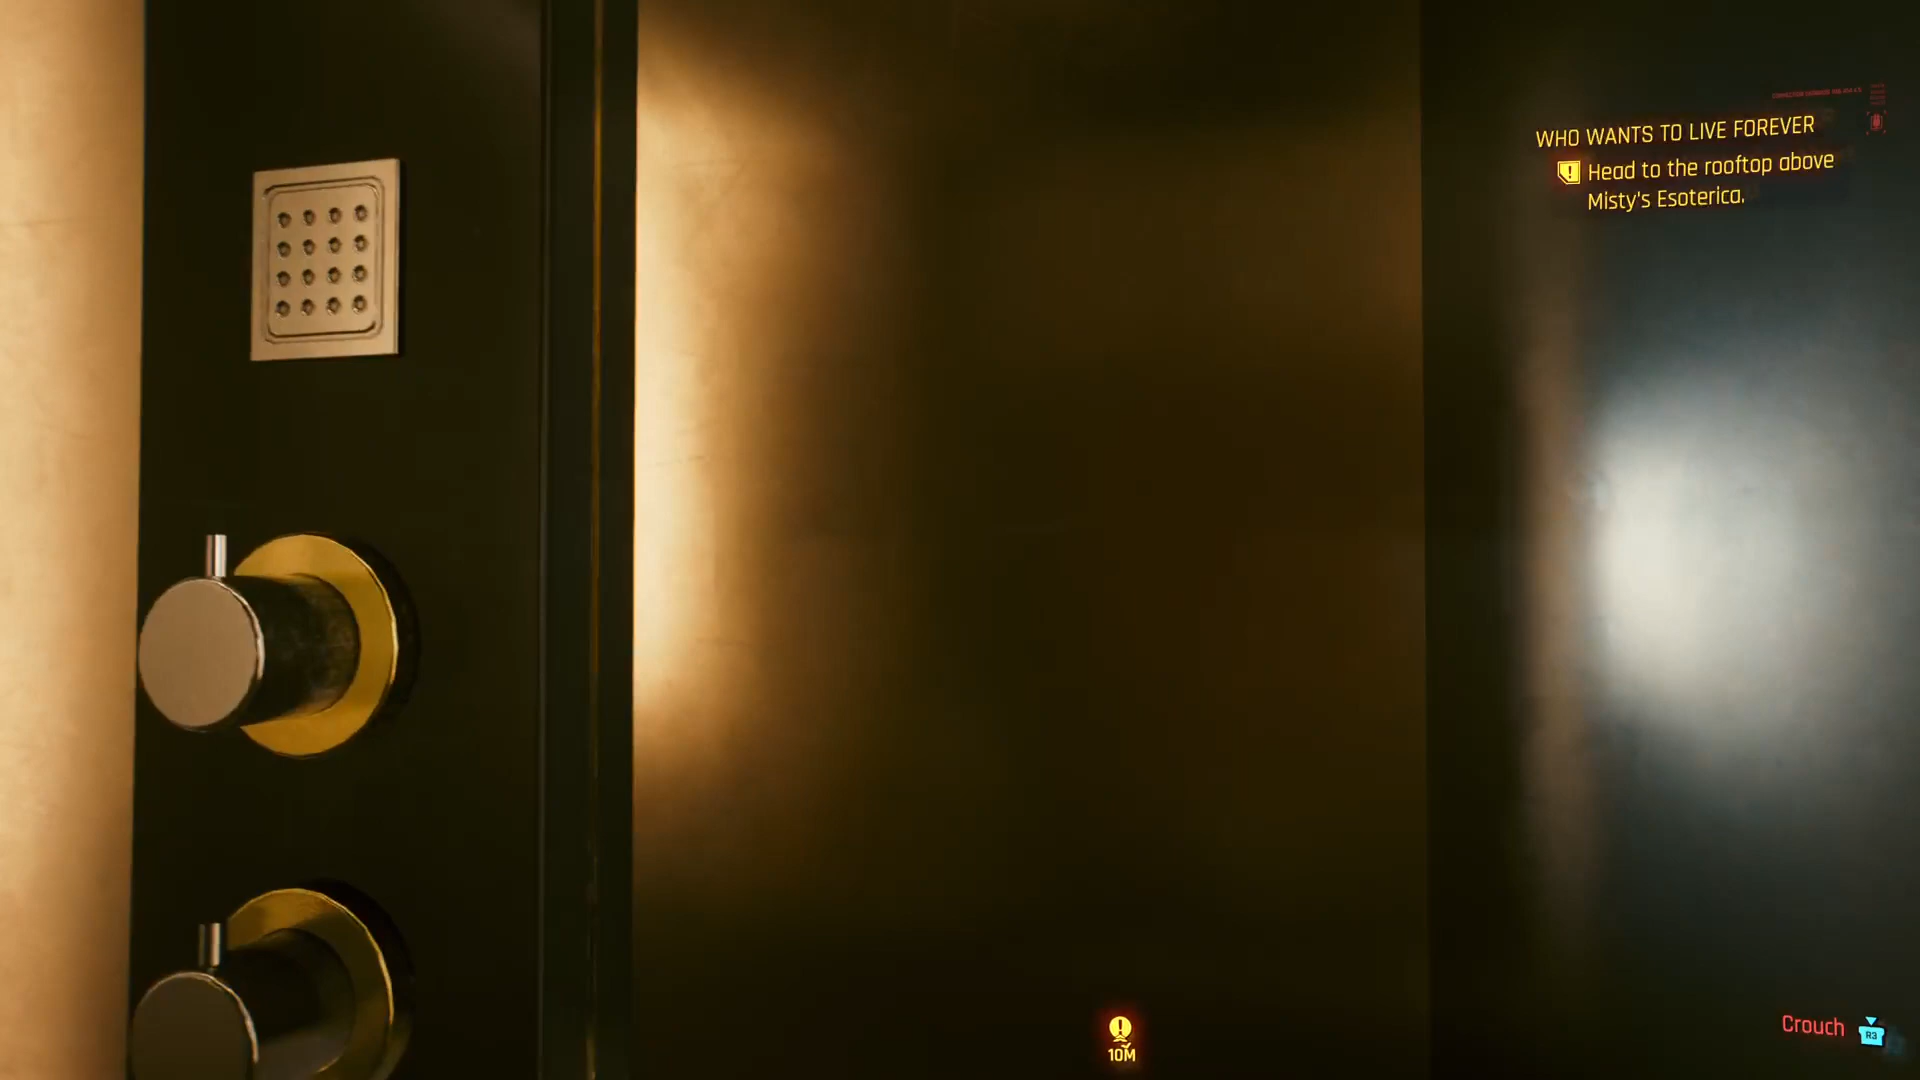 WHO WANTS TO LIVE FOREVER
! Head to the rooftop above
Misty's Esoterica.
!
10M
Crouch R3